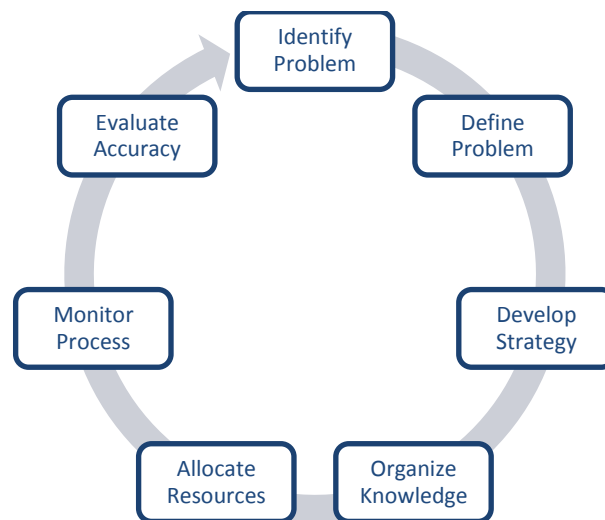 Identify
Problem
Define
Problem
Develop
Strategy
Organize
Knowledge
Allocate
Resources
Monitor
Process
Evaluate
Accuracy